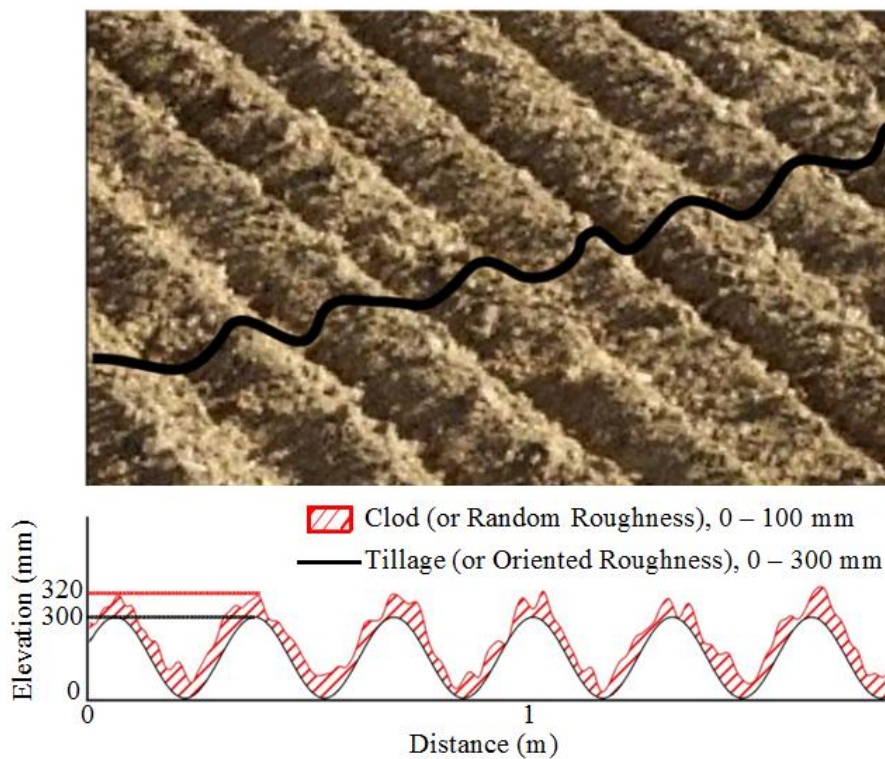 Clod (or Random Roughness), 0 – 100 mm
Tillage (or Oriented Roughness), 0 – 300 mm
Elevation (mm)
320
300
0
0
1
Distance (m)